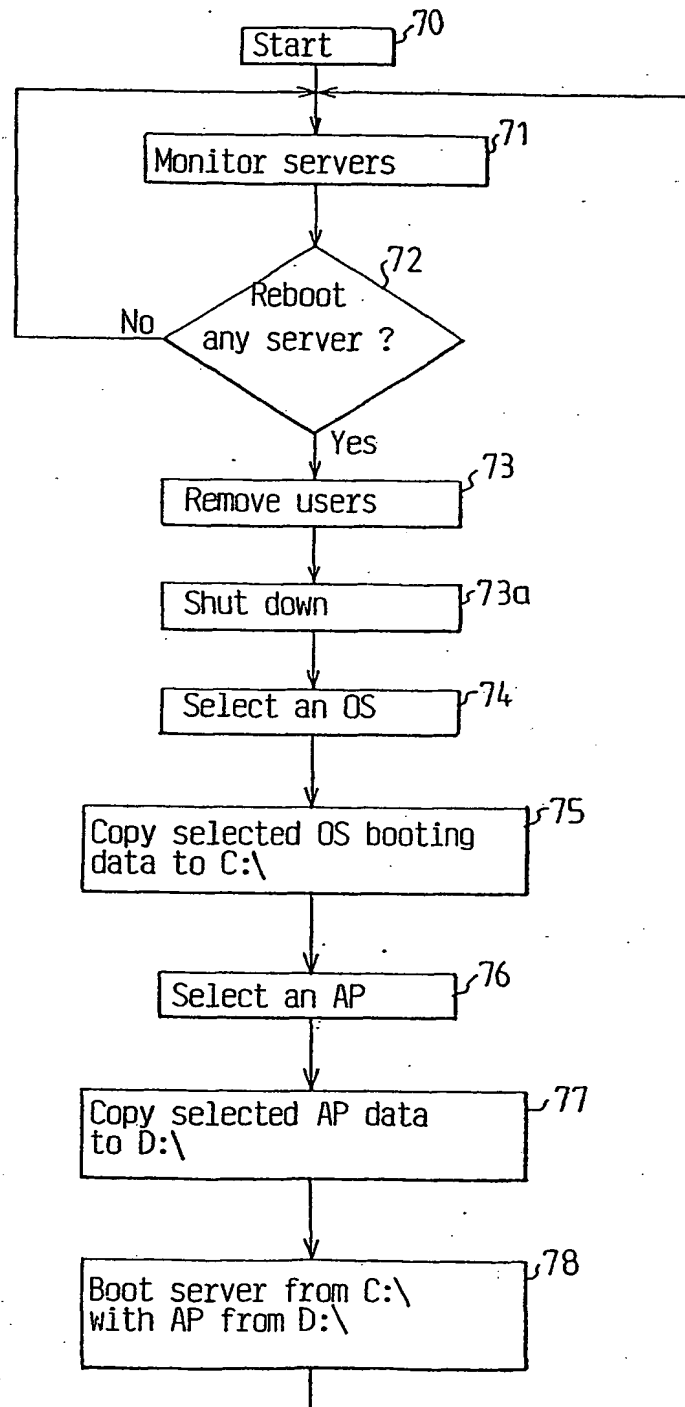 70
Start
71
Monitor servers
72
Reboot
any server ?
No
Yes
73
Remove users
73a
Shut down
74
Select an OS
75
Copy selected OS booting
data to C:\
76
Select an AP
77
Copy selected AP data
to D:\
78
Boot server from C:\
with AP from D:\